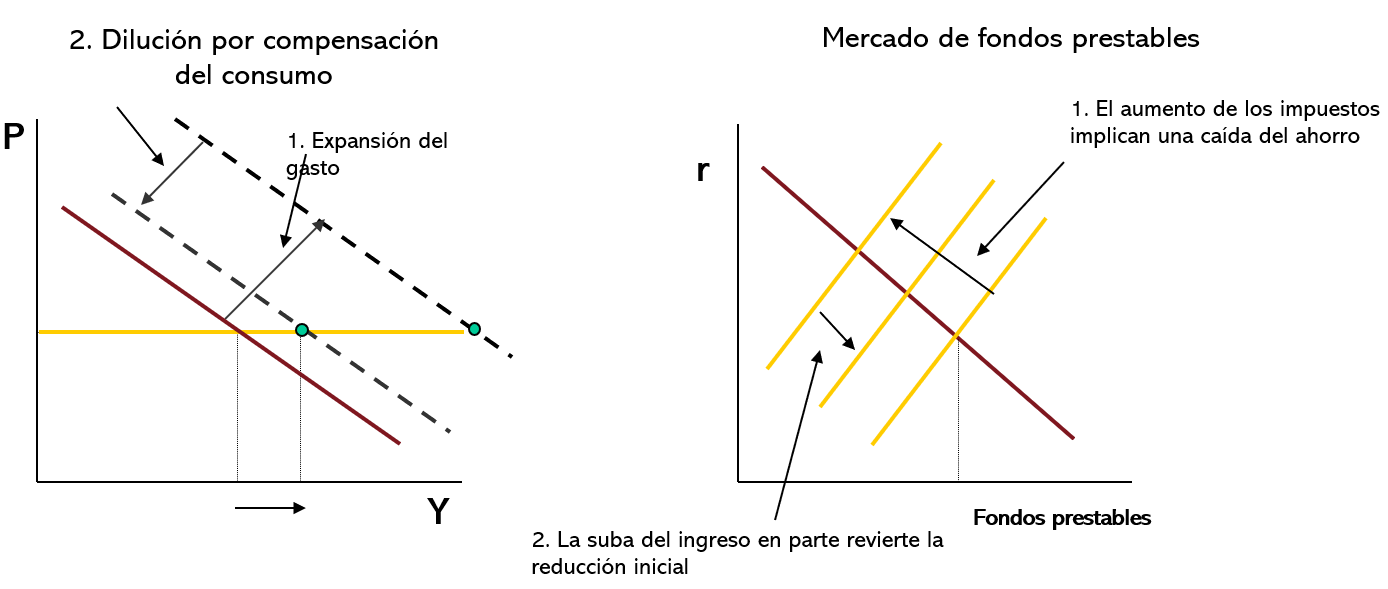 2. Dilución por compensación
del consumo
P
1. Expansión del
gasto
Y
Mercado de fondos prestables
1. El aumento de los impuestos
implican una caída del ahorro
r
Fondos prestables
2. La suba del ingreso en parte revierte la
reducción inicial